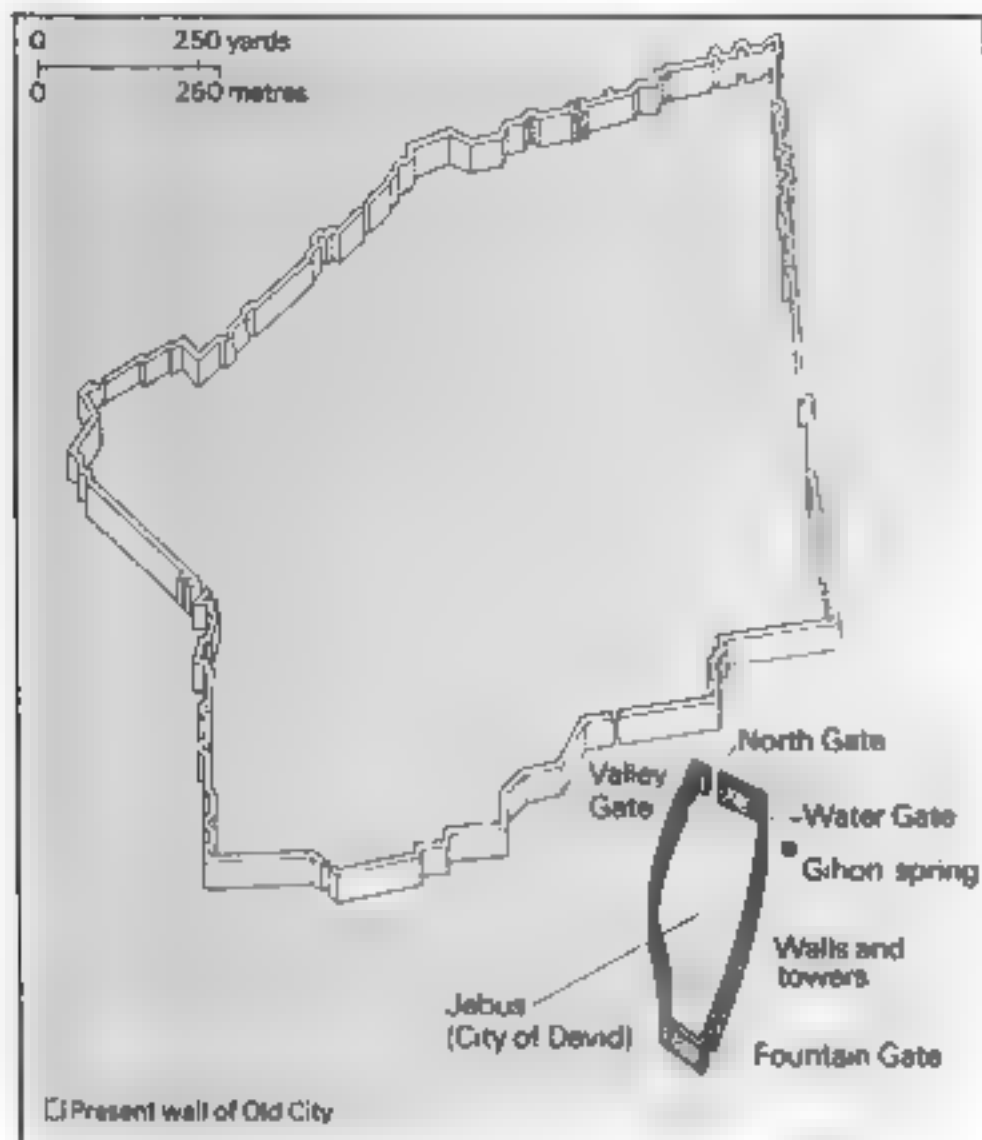 0 250 yards
0 250 metres
North Gate
Valley
Gate
Water Gate
Gihon spring
Walls and
towers
Jebus
(City of David)
Fountain Gate
Present wall of Old City